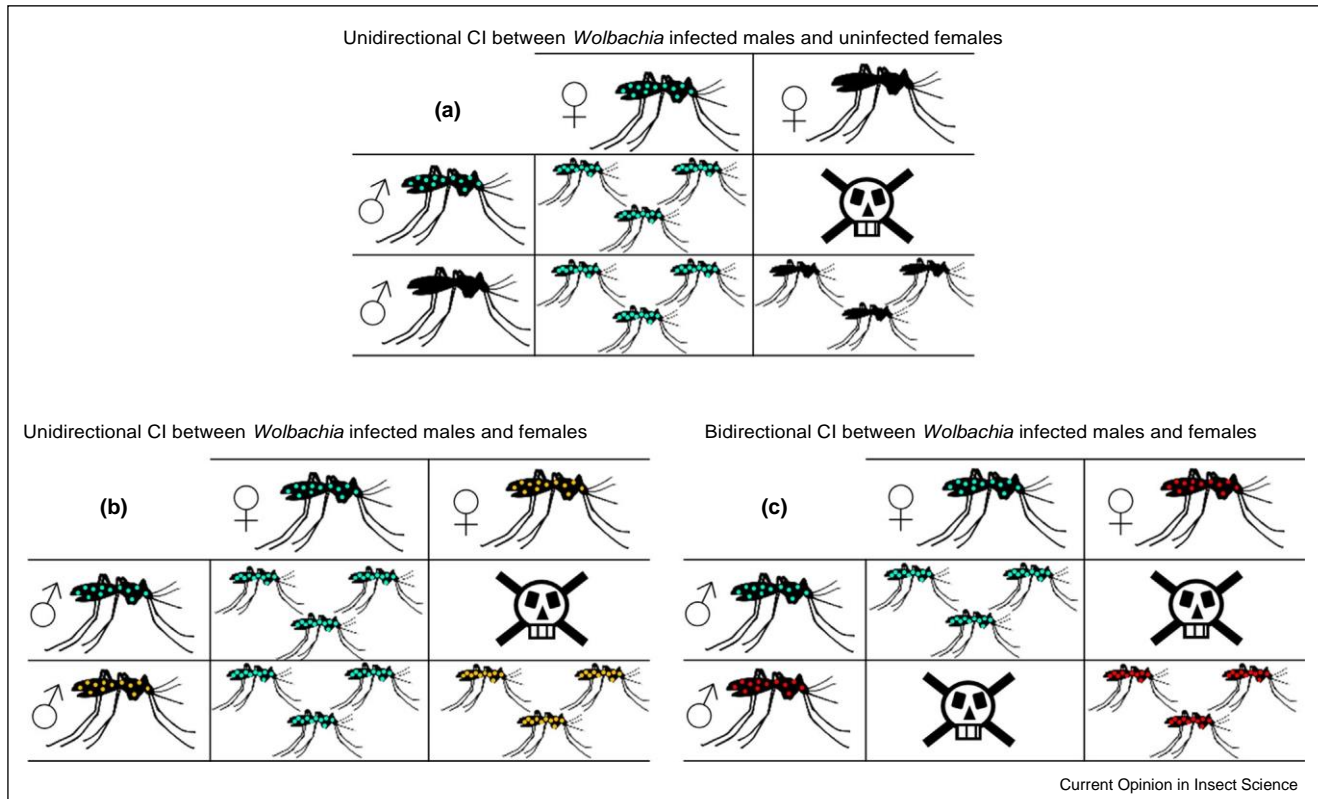 Unidirectional CI between Wolbachia infected males and uninfected females
(a)
Unidirectional CI between Wolbachia infected males and females
(b)
Bidirectional CI between Wolbachia infected males and females
(c)
Current Opinion in Insect Science